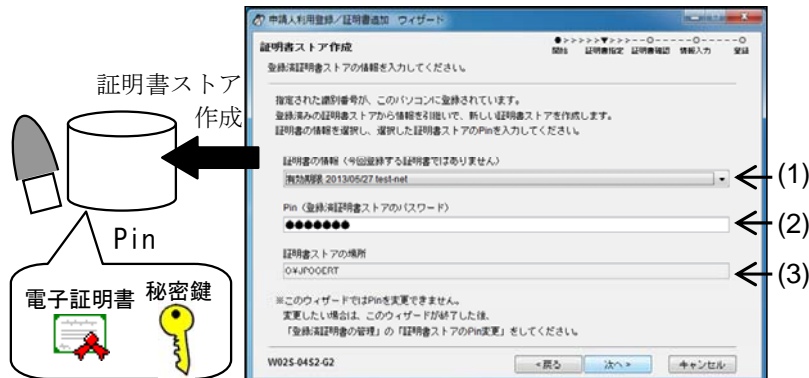 申請人利用登録／証明書追加 ウィザード
証明書ストア作成
登録済証明書ストアの情報を入力してください。
●>>>>>▼>>>--○-----○-----○
開始 証明書指定 証明書確認 情報入力 登録
証明書ストア
作成
指定された識別番号が、このパソコンに登録されています。
登録済みの証明書ストアから情報を引継いで、新しい証明書ストアを作成します。
証明書の情報を選択し、選択した証明書ストアのPinを入力してください。
証明書の情報（今回登録する証明書ではありません）
有効期限 2013/05/27 test-net
(1)
Pin（登録済証明書ストアのパスワード）
●●●●●●●
(2)
証明書ストアの場所
C:¥JPOCERT
(3)
Pin
電子証明書 秘密鍵
※このウィザードではPinを変更できません。
変更したい場合は、このウィザードが終了した後、
「登録済証明書の管理」の「証明書ストアのPin変更」をしてください。
W02S-0452-G2
<戻る 次へ> キャンセル